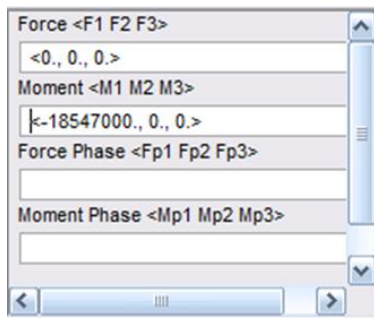 Force <F1 F2 F3>
<0., 0., 0.>
Moment <M1 M2 M3>
<-18547000., 0., 0.>
Force Phase <Fp1 Fp2 Fp3>
Moment Phase <Mp1 Mp2 Mp3>